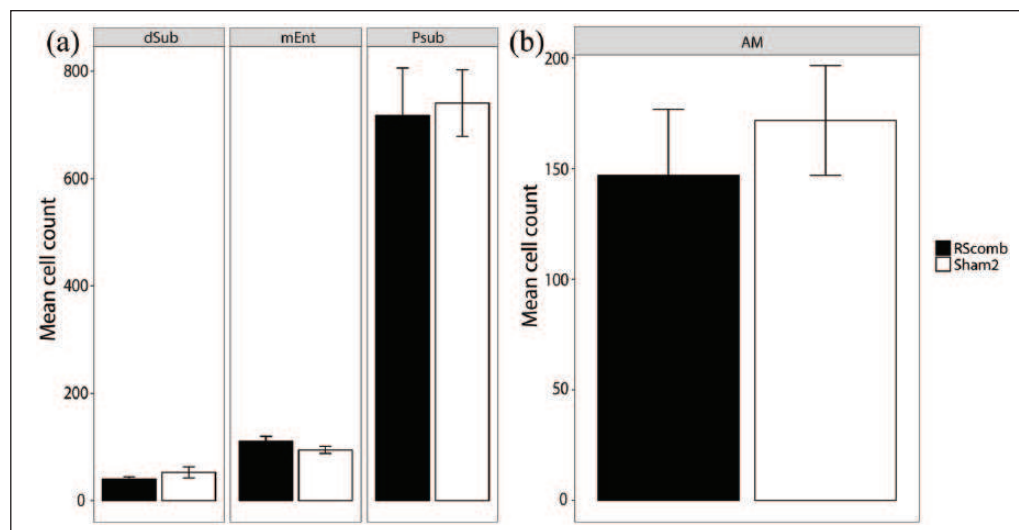 (a)
dSub
mEnt
Psub
Mean cell count
800
600
400
200
0
(b)
AM
Mean cell count
200
150
100
50
0
RScomb
Sham2